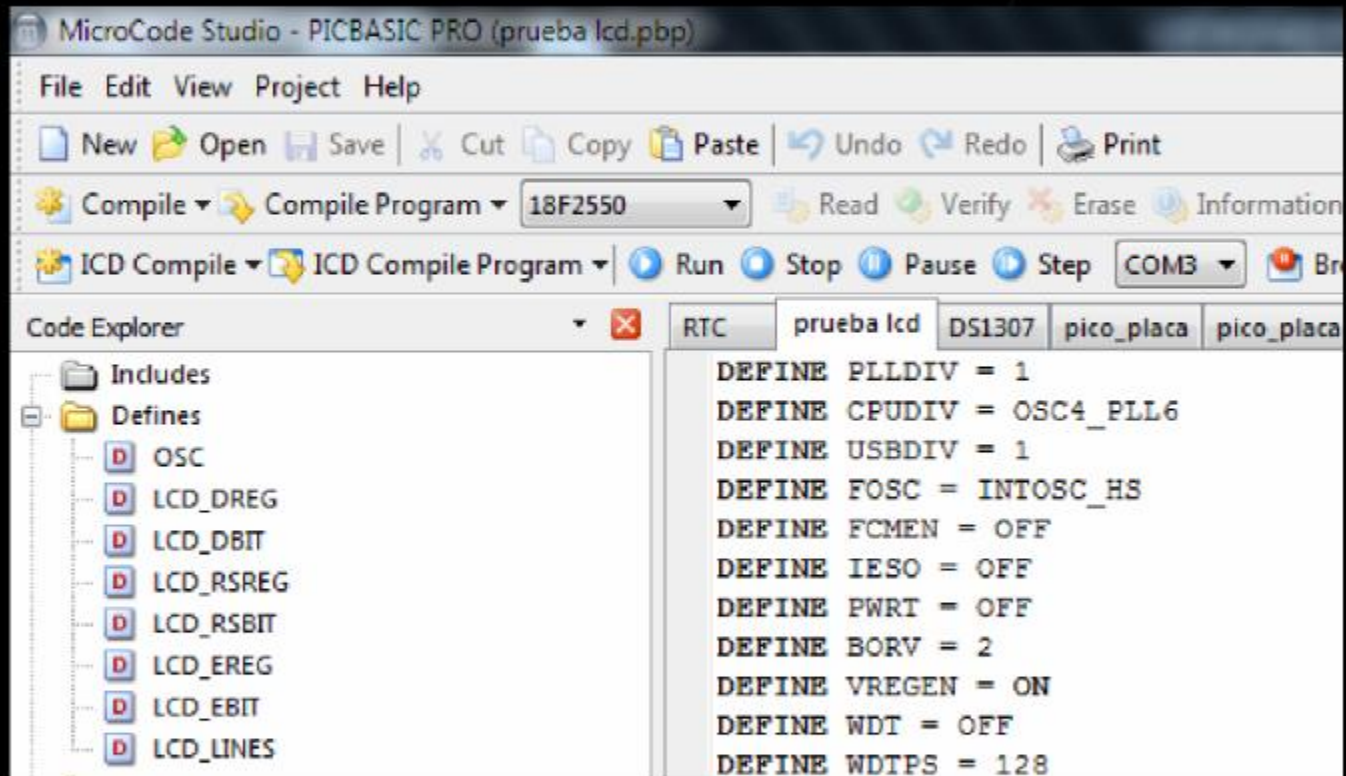 MicroCode Studio - PICBASIC PRO (prueba lcd.pbp)
File Edit View Project Help
New Open Save Cut Copy Paste Undo Redo Print
Compile Compile Program 18F2550 Read Verify Erase Information
ICD Compile ICD Compile Program Run Stop Pause Step COM3 Br
Code Explorer
Includes
Defines
D OSC
D LCD_DREG
D LCD_DBIT
D LCD_RSREG
D LCD_RSBIT
D LCD_EREG
D LCD_EBIT
D LCD_LINES
RTC prueba lcd DS1307 pico_placa pico_placa
DEFINE PLLDIV = 1
DEFINE CPUDIV = OSC4_PLL6
DEFINE USBDIV = 1
DEFINE FOSC = INTOSC_HS
DEFINE FCMEN = OFF
DEFINE IESO = OFF
DEFINE PWRT = OFF
DEFINE BORV = 2
DEFINE VREGEN = ON
DEFINE WDT = OFF
DEFINE WDTPS = 128